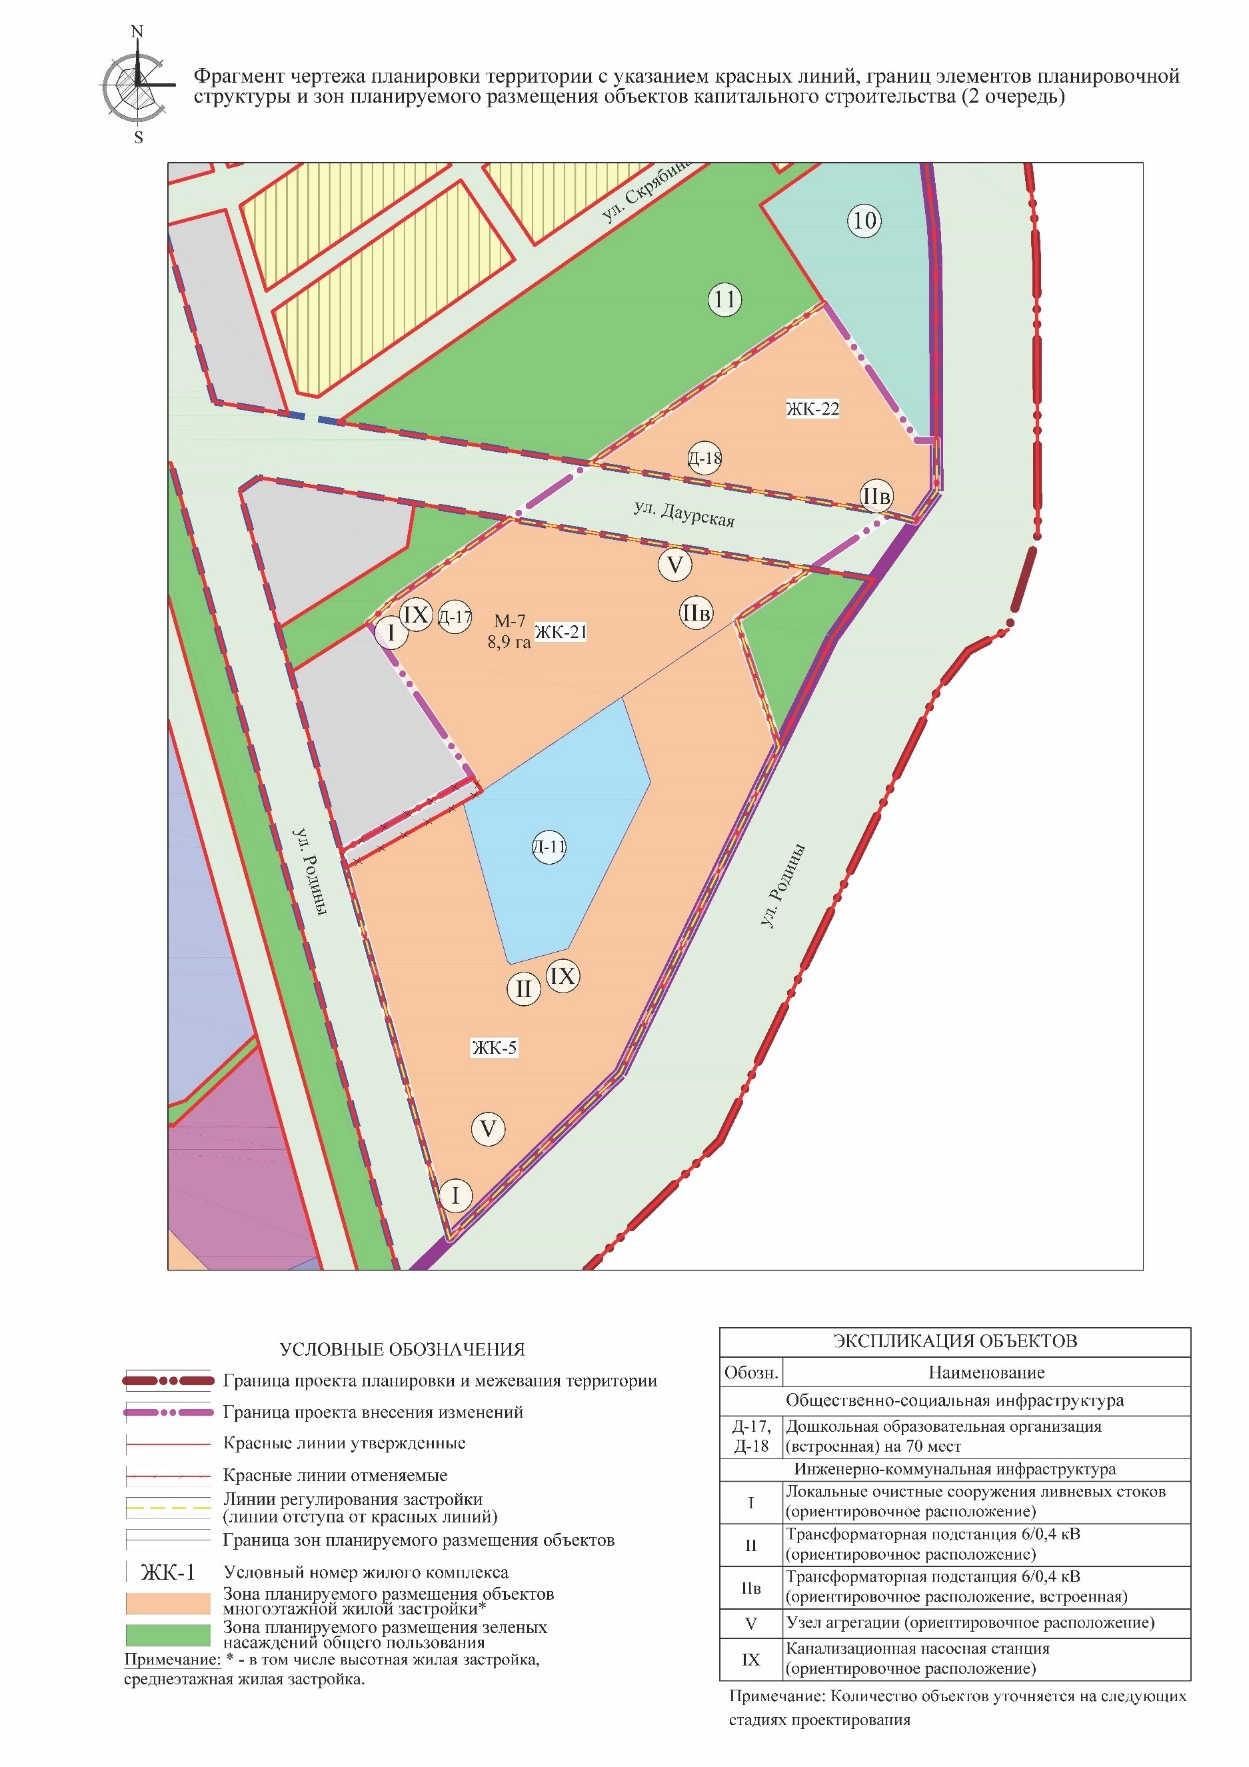 N
S
Фрагмент чертежа планировки территории с указанием красных линий, границ элементов планировочной
структуры и зон планируемого размещения объектов капитального строительства (2 очередь)
ул. Скрябина
10
11
ЖК-22
Д-18
IIв
ул. Даурская
V
IX
Д-17
I
М-7
8,9 га
ЖК-21
IIв
Д-11
ул. Родины
ул. Родины
II
IX
ЖК-5
V
I
УСЛОВНЫЕ ОБОЗНАЧЕНИЯ
Граница проекта планировки и межевания территории
Граница проекта внесения изменений
Красные линии утвержденные
Красные линии отменяемые
Линии регулирования застройки
(линии отступа от красных линий)
Граница зон планируемого размещения объектов
ЖК-1 Условный номер жилого комплекса
Зона планируемого размещения объектов
многоэтажной жилой застройки*
Зона планируемого размещения зеленых
насаждений общего пользования
Примечание: * - в том числе высотная жилая застройка,
среднеэтажная жилая застройка.
ЭКСПЛИКАЦИЯ ОБЪЕКТОВ
Обозн. Наименование
Общественно-социальная инфраструктура
Д-17, Дошкольная образовательная организация
Д-18 (встроенная) на 70 мест
Инженерно-коммунальная инфраструктура
I Локальные очистные сооружения ливневых стоков
(ориентировочное расположение)
II Трансформаторная подстанция 6/0,4 кВ
(ориентировочное расположение)
IIв Трансформаторная подстанция 6/0,4 кВ
(ориентировочное расположение, встроенная)
V Узел агрегации (ориентировочное расположение)
IX Канализационная насосная станция
(ориентировочное расположение)
Примечание: Количество объектов уточняется на следующих
стадиях проектирования